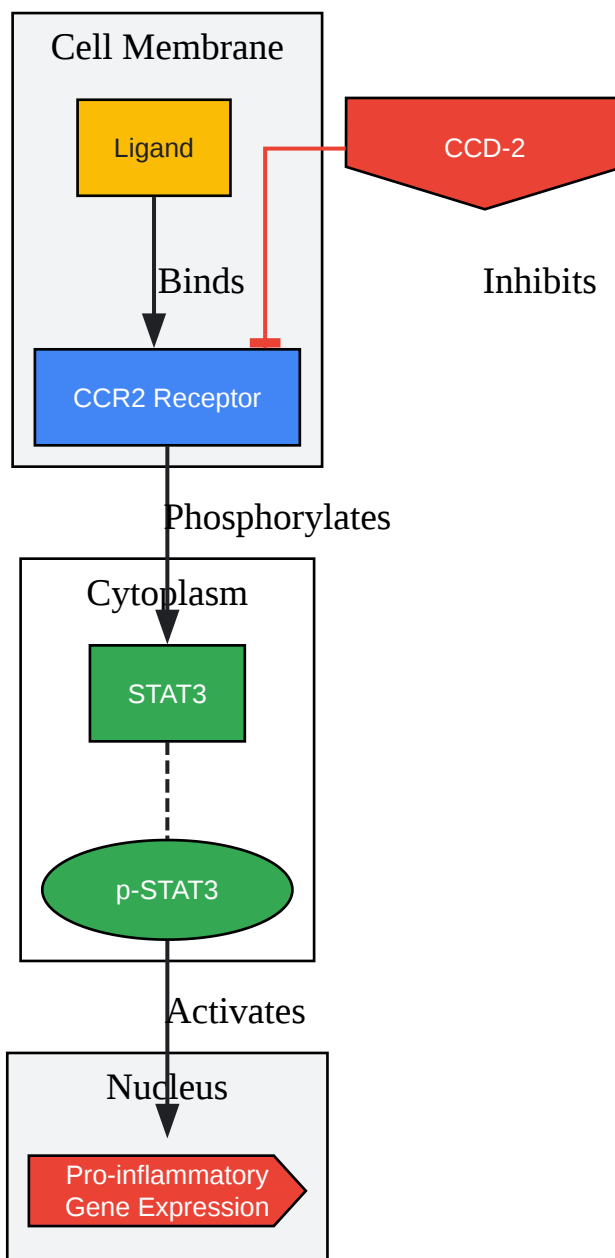 Cell Membrane
Ligand
CCD-2
Binds
Inhibits
CCR2 Receptor
Phosphorylates
Cytoplasm
STAT3
p-STAT3
Activates
Nucleus
Pro-inflammatory
Gene Expression